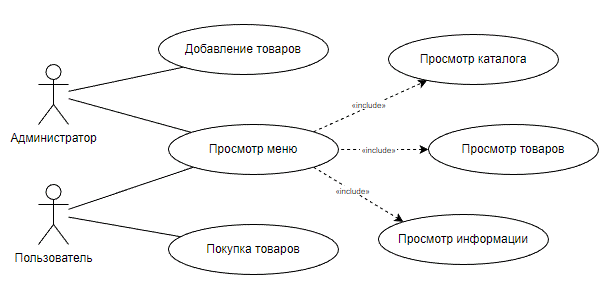 Добавление товаров
Просмотр каталога
«include»
Администратор
Просмотр меню
«include»
Просмотр товаров
«include»
Пользователь
Покупка товаров
Просмотр информации